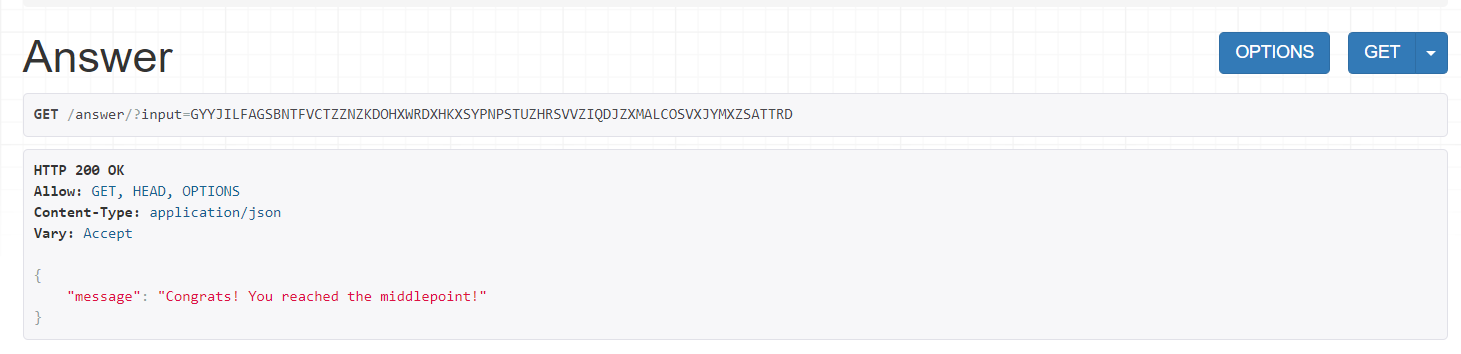 Answer
OPTIONS
GET
GET /answer/?input=GYYJILFAGSBNTFVCTZZNZKDOHXWRDXHKXSYPNPSTUZHRSVVZIQDJZXMALCOSVXJYMXZSATTRD
HTTP 200 OK
Allow: GET, HEAD, OPTIONS
Content-Type: application/json
Vary: Accept
{
"message": "Congrats! You reached the middlepoint!"
}